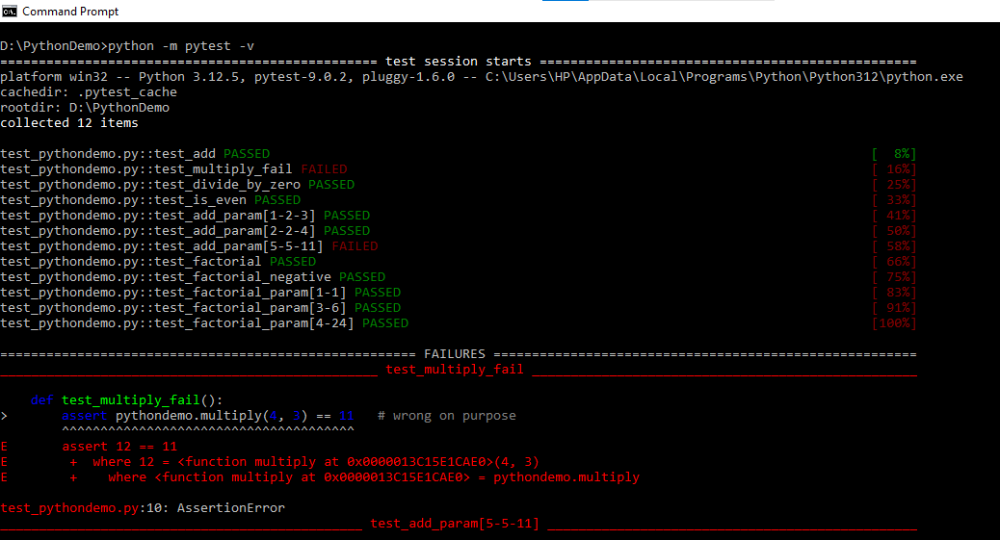 Command Prompt
D:\PythonDemo>python -m pytest -v
================================================= test session starts =================================================
platform win32 -- Python 3.12.5, pytest-9.0.2, pluggy-1.6.0 -- C:\Users\HP\AppData\Local\Programs\Python\Python312\python.exe
cachedir: .pytest_cache
rootdir: D:\PythonDemo
collected 12 items
test_pythondemo.py::test_add PASSED [  8%]
test_pythondemo.py::test_multiply_fail FAILED [ 16%]
test_pythondemo.py::test_divide_by_zero PASSED [ 25%]
test_pythondemo.py::test_is_even PASSED [ 33%]
test_pythondemo.py::test_add_param[1-2-3] PASSED [ 41%]
test_pythondemo.py::test_add_param[2-2-4] PASSED [ 50%]
test_pythondemo.py::test_add_param[5-5-11] FAILED [ 58%]
test_pythondemo.py::test_factorial PASSED [ 66%]
test_pythondemo.py::test_factorial_negative PASSED [ 75%]
test_pythondemo.py::test_factorial_param[1-1] PASSED [ 83%]
test_pythondemo.py::test_factorial_param[3-6] PASSED [ 91%]
test_pythondemo.py::test_factorial_param[4-24] PASSED [100%]
====================================================== FAILURES =======================================================
_________________________________________________ test_multiply_fail __________________________________________________
    def test_multiply_fail():
>       assert pythondemo.multiply(4, 3) == 11   # wrong on purpose
        ^^^^^^^^^^^^^^^^^^^^^^^^^^^^^^^^^^^^^^
E       assert 12 == 11
E        +  where 12 = <function multiply at 0x0000013C15E1CAE0>(4, 3)
E        +    where <function multiply at 0x0000013C15E1CAE0> = pythondemo.multiply
test_pythondemo.py:10: AssertionError
_______________________________________________ test_add_param[5-5-11] ________________________________________________